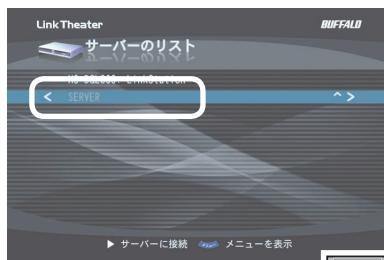 LinkTheater
BUFFALO
サーバーのリスト
LinkStation
< SERVER ^ >
▶ サーバーに接続 メニューを表示